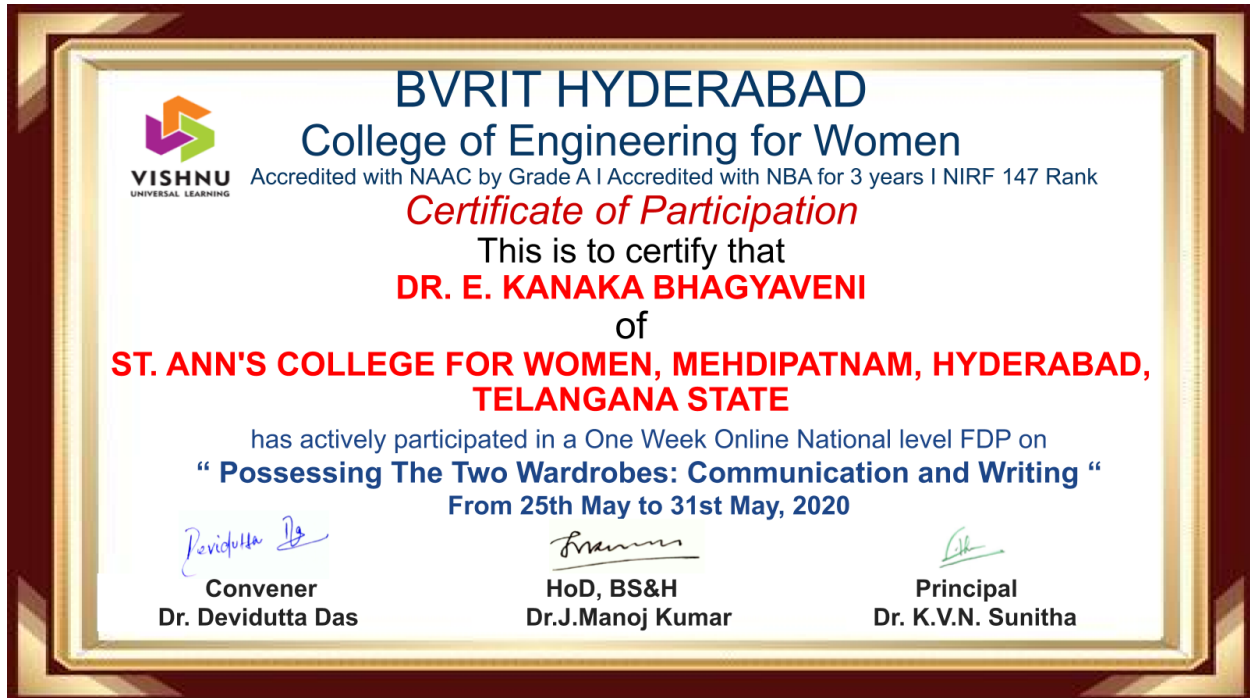 BVRIT HYDERABAD
College of Engineering for Women
VISHNU
UNIVERSAL LEARNING
Accredited with NAAC by Grade A I Accredited with NBA for 3 years I NIRF 147 Rank
Certificate of Participation
This is to certify that
DR. E. KANAKA BHAGYAVENI
of
ST. ANN'S COLLEGE FOR WOMEN, MEHDIPATNAM, HYDERABAD,
TELANGANA STATE
has actively participated in a One Week Online National level FDP on
“ Possessing The Two Wardrobes: Communication and Writing “
From 25th May to 31st May, 2020
Devidutta Das
Convener
Dr. Devidutta Das
HoD, BS&H
Dr.J.Manoj Kumar
Principal
Dr. K.V.N. Sunitha